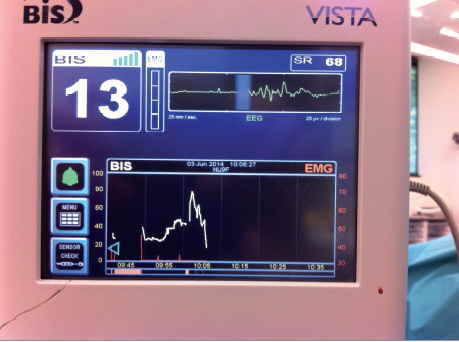 BIS
VISTA
BIS
EMG
SR 68
13
25 mm / sec.
EEG
25 µv / division
BIS
03 Jun 2014 10:06:27
EMG
100
80
60
40
20
0
80
70
60
50
40
30
MENU
SENSOR
CHECK
09:45
09:55
10:05
10:15
10:25
10:35